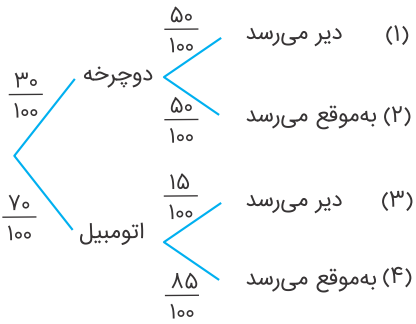 ۵۰/۱۰۰ دیر می‌رسد (۱)
۳۰/۱۰۰ دوچرخه
۵۰/۱۰۰ به‌موقع می‌رسد (۲)
۱۵/۱۰۰ دیر می‌رسد (۳)
۷۰/۱۰۰ اتومبیل
۸۵/۱۰۰ به‌موقع می‌رسد (۴)